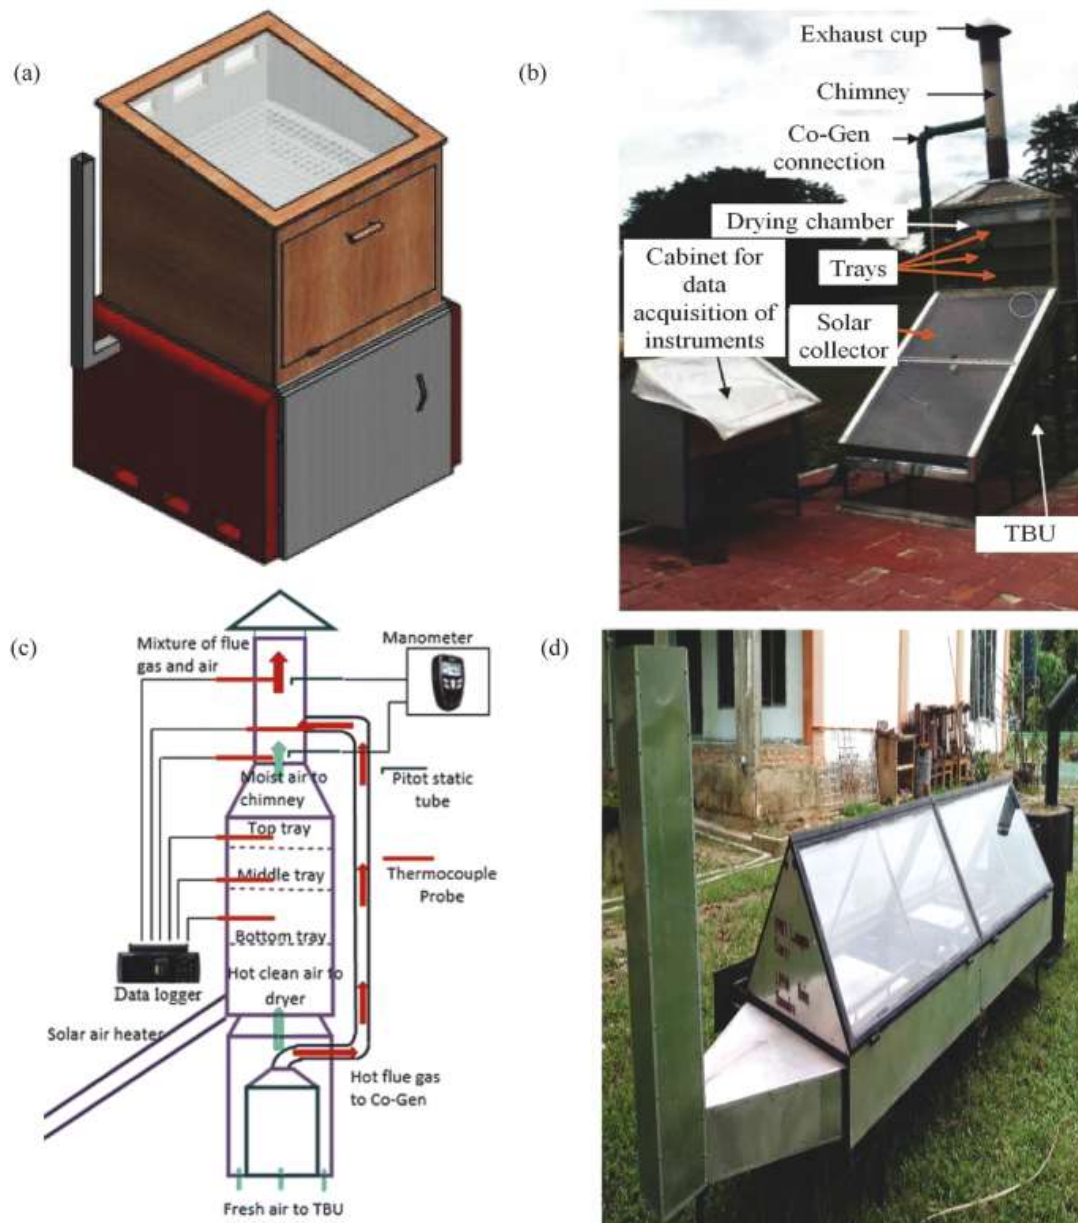 (a)
(b)
Exhaust cup
Chimney
Co-Gen
connection
Drying chamber
Cabinet for
data
acquisition of
instruments
Trays
Solar
collector
TBU
(c)
Mixture of flue
gas and air
Manometer
Moist air to
chimney
Pitot static
tube
Top tray
Middle tray
Thermocouple
Probe
Bottom tray
Hot clean air to
dryer
Data logger
Solar air heater
Hot flue gas
to Co-Gen
Fresh air to TBU
(d)